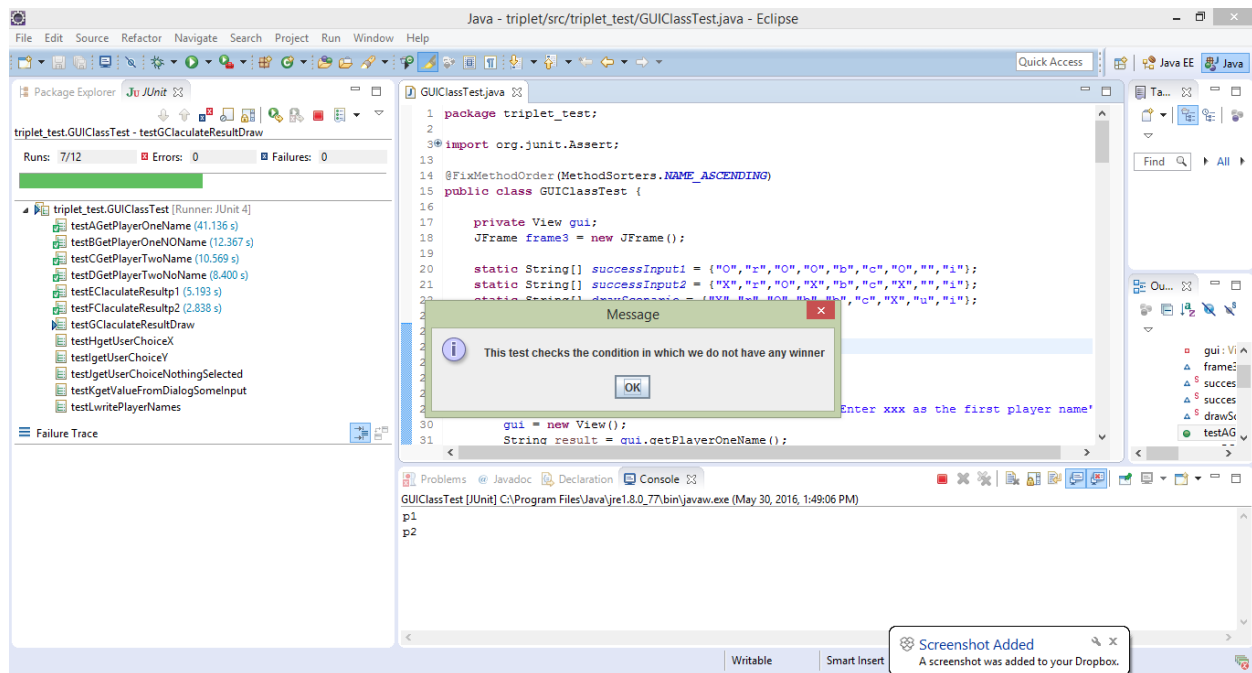 Java - triplet/src/triplet_test/GUIClassTest.java - Eclipse
File Edit Source Refactor Navigate Search Project Run Window Help
Quick Access
Java EE
Java
Package Explorer
JUnit
triplet_test.GUIClassTest - testGClaculateResultDraw
Runs: 7/12 Errors: 0 Failures: 0
triplet_test.GUIClassTest [Runner: JUnit 4]
testAGetPlayerOneName (41.136 s)
testBGetPlayerOneNOName (12.367 s)
testCGetPlayerTwoName (10.569 s)
testDGetPlayerTwoNoName (8.400 s)
testEClaculateResultp1 (5.193 s)
testFClaculateResultp2 (2.838 s)
testGClaculateResultDraw
testHgetUserChoiceX
testIgetUserChoiceY
testJgetUserChoiceNothingSelected
testKgetValueFromDialogSomeInput
testLwritePlayerNames
Failure Trace
GUIClassTest.java
1 package triplet_test;
2
3 import org.junit.Assert;
13
14 @FixMethodOrder(MethodSorters.NAME_ASCENDING)
15 public class GUIClassTest {
16
17 private View gui;
18 JFrame frame3 = new JFrame();
19
20 static String[] successInput1 = {"O","r","O","O","b","c","O","","i"};
21 static String[] successInput2 = {"X","r","O","X","b","c","X","","i"};
static String[] drawScenario = {"X","r","O","b","b","c","X","u","i"};
Enter xxx as the first player name"
30 gui = new View();
31 String result = gui.getPlayerOneName();
Message
This test checks the condition in which we do not have any winner
OK
Ta...
Find
All
Ou...
gui : Vi
frame3
succes
succes
drawSc
testAG
Problems @ Javadoc Declaration Console
GUIClassTest [JUnit] C:\Program Files\Java\jre1.8.0_77\bin\javaw.exe (May 30, 2016, 1:49:06 PM)
p1
p2
Writable
Smart Insert
Screenshot Added
A screenshot was added to your Dropbox.